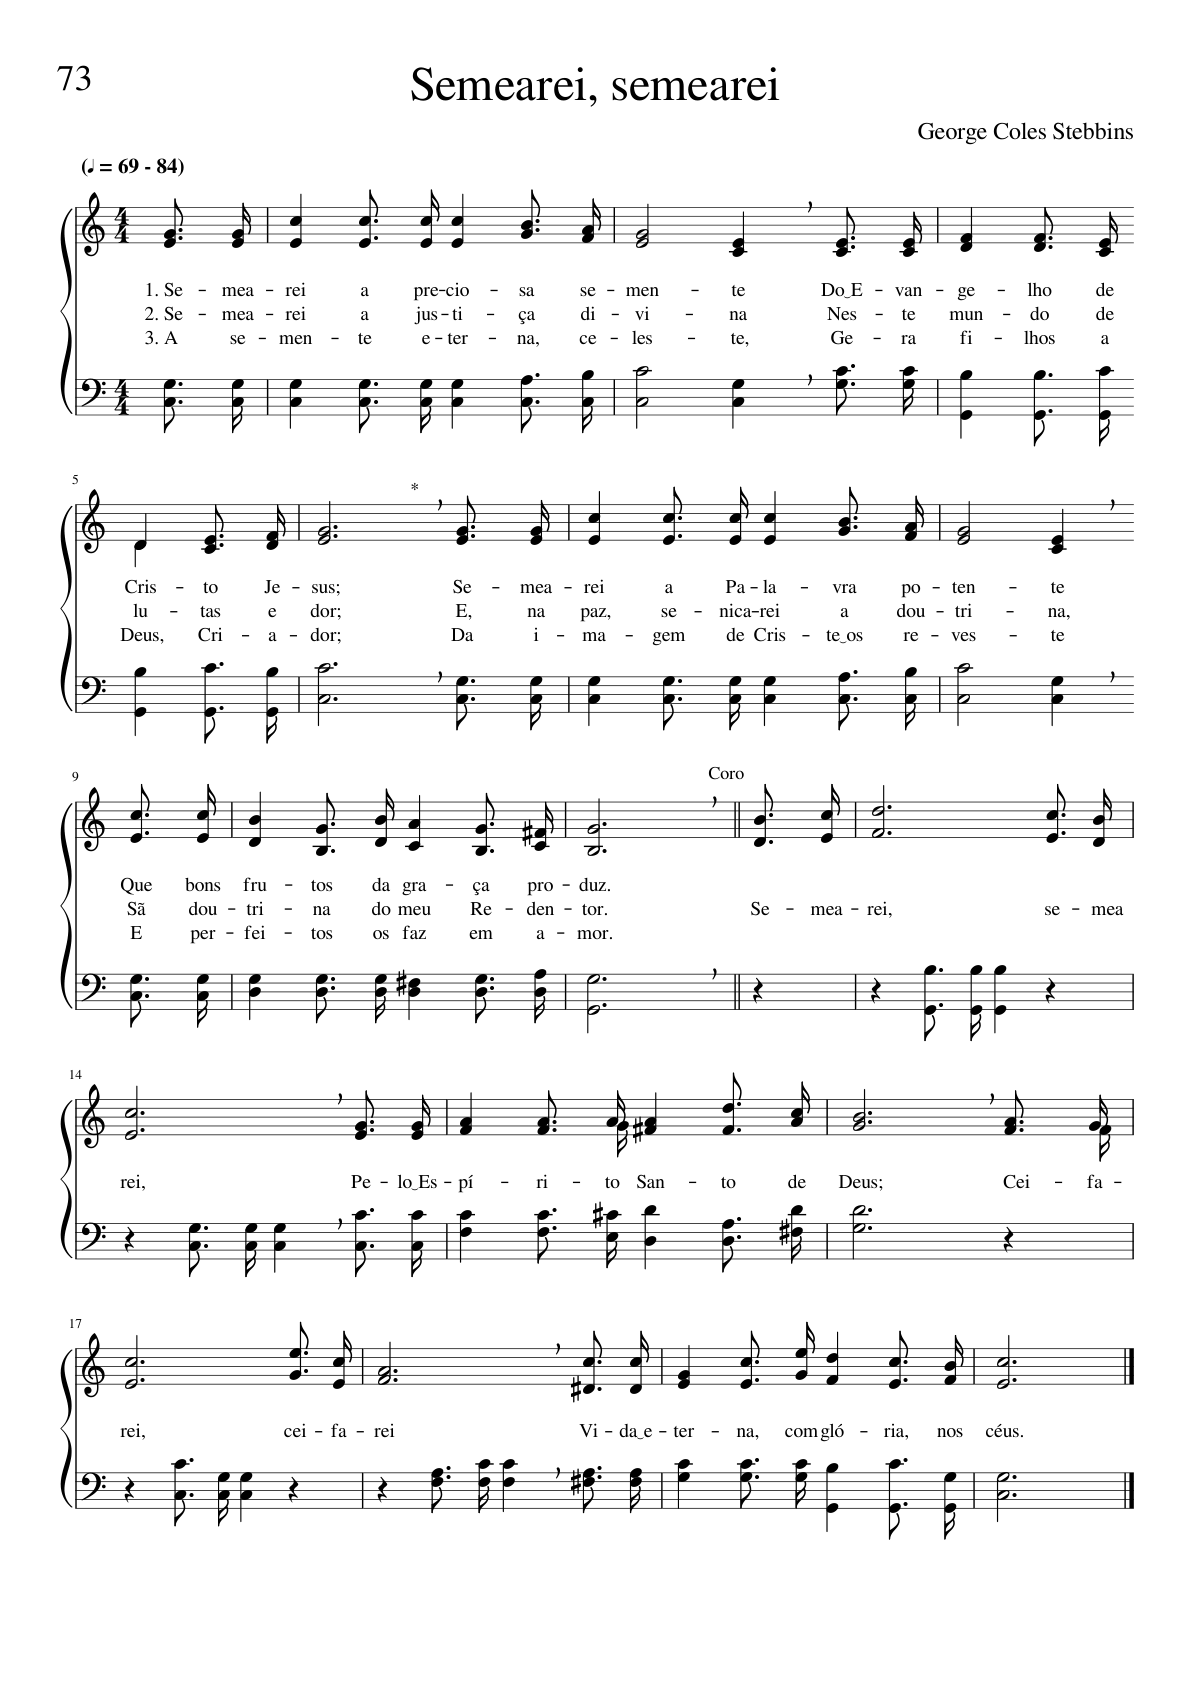 73
Semearei, semearei
George Coles Stebbins
(♩ = 69 - 84)
1. Se – mea – rei a pre – cio – sa se – men – te Do‿E – van – ge – lho de
2. Se – mea – rei a jus – ti – ça di – vi – na Nes – te mun – do de
3. A se – men – te e – ter – na, ce – les – te, Ge – ra fi – lhos a
5
*
Cris – to Je – sus; Se – mea – rei a Pa – la – vra po – ten – te
lu – tas e dor; E, na paz, se – nica – rei a dou – tri – na,
Deus, Cri – a – dor; Da i – ma – gem de Cris – te‿os re – ves – te
9
Coro
Que bons fru – tos da gra – ça pro – duz.
Sã dou – tri – na do meu Re – den – tor. Se – mea – rei, se – mea
E per – fei – tos os faz em a – mor.
14
rei, Pe – lo‿Es – pí – ri – to San – to de Deus; Cei – fa –
17
rei, cei – fa – rei Vi – da‿e – ter – na, com gló – ria, nos céus.